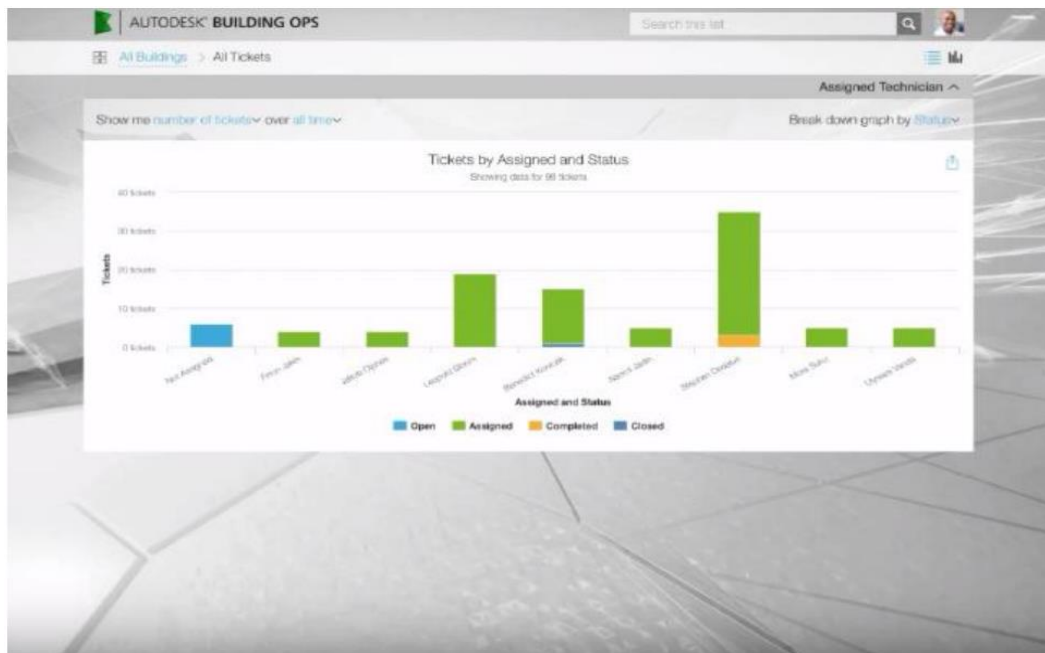 AUTODESK® BUILDING OPS
Search this list
All Buildings > All Tickets
Assigned Technician
Show me number of tickets over all time
Break down graph by Status
Tickets by Assigned and Status
Showing data for 98 tickets
40 tickets
30 tickets
20 tickets
10 tickets
0 tickets
Tickets
Not Assigned
Leopold Bloom
Stephen Dedalus
Assigned and Status
Open Assigned Completed Closed